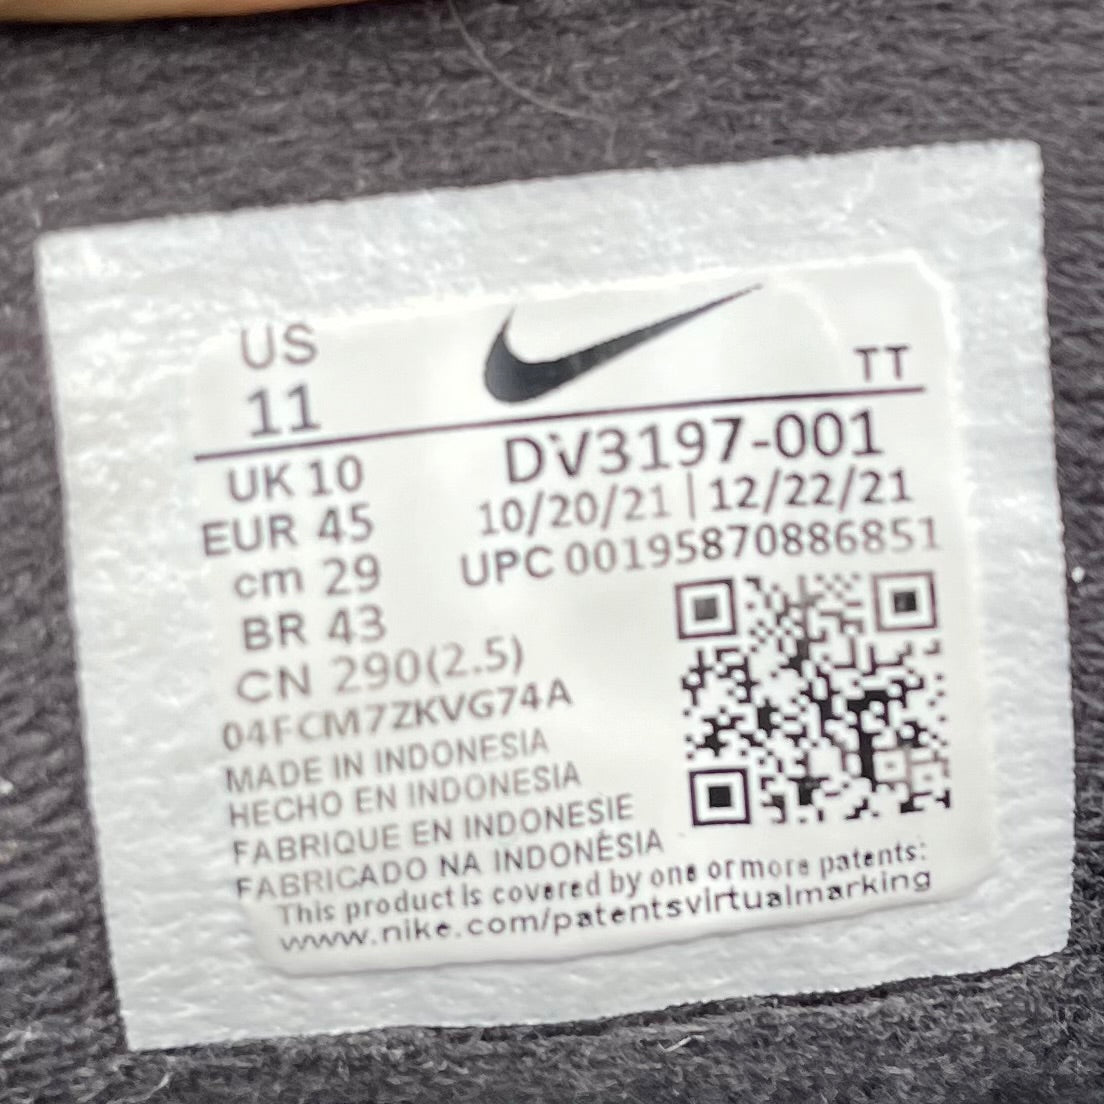 US
11
TT
UK 10
DV3197-001
EUR 45
10/20/21 | 12/22/21
cm 29
UPC 00195870886851
BR 43
CN 290(2.5)
04FCM7ZKVG74A
MADE IN INDONESIA
HECHO EN INDONESIA
FABRIQUE EN INDONESIE
FABRICADO NA INDONÉSIA
This product is covered by one or more patents:
www.nike.com/patentsvirtualmarking